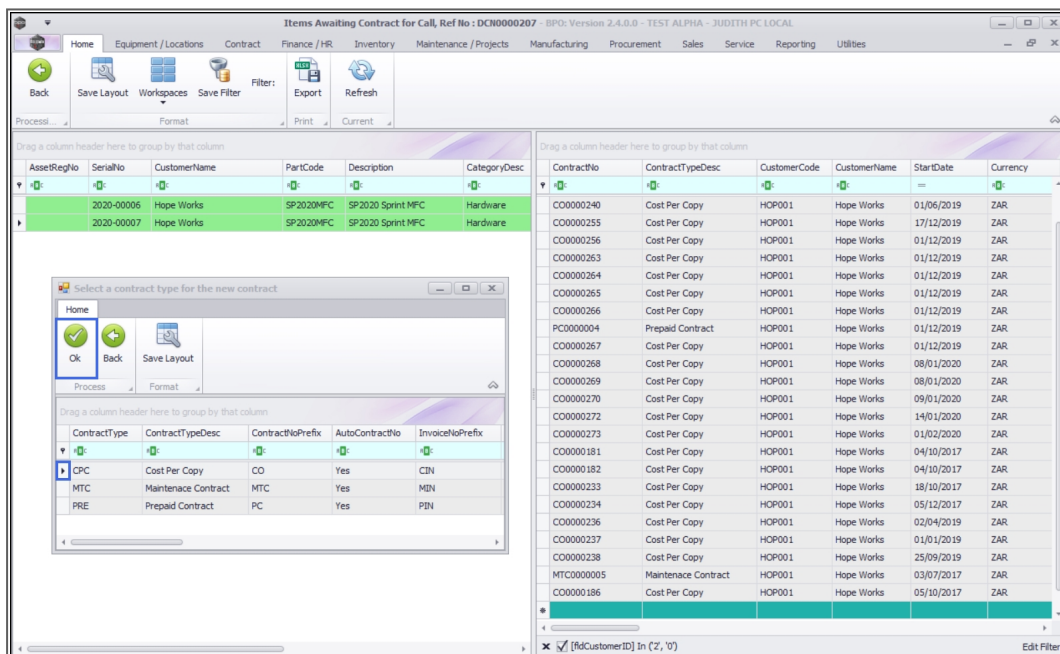 Items Awaiting Contract for Call, Ref No : DCN0000207 - BPO: Version 2.4.0.0 - TEST ALPHA - JUDITH PC LOCAL
Home Equipment / Locations Contract Finance / HR Inventory Maintenance / Projects Manufacturing Procurement Sales Service Reporting Utilities
Back Save Layout Workspaces Save Filter Filter: Export Refresh
Processi... Format Print Current
Drag a column header here to group by that column
AssetRegNo SerialNo CustomerName PartCode Description CategoryDesc
2020-00006 Hope Works SP2020MFC SP2020 Sprint MFC Hardware
2020-00007 Hope Works SP2020MFC SP2020 Sprint MFC Hardware
Select a contract type for the new contract
Home
Ok Back Save Layout
Process Format
Drag a column header here to group by that column
ContractType ContractTypeDesc ContractNoPrefix AutoContractNo InvoiceNoPrefix
CPC Cost Per Copy CO Yes CIN
MTC Maintenace Contract MTC Yes MIN
PRE Prepaid Contract PC Yes PIN
Drag a column header here to group by that column
ContractNo ContractTypeDesc CustomerCode CustomerName StartDate Currency
=
CO0000240 Cost Per Copy HOP001 Hope Works 01/06/2019 ZAR
CO0000255 Cost Per Copy HOP001 Hope Works 17/12/2019 ZAR
CO0000256 Cost Per Copy HOP001 Hope Works 01/12/2019 ZAR
CO0000263 Cost Per Copy HOP001 Hope Works 01/12/2019 ZAR
CO0000264 Cost Per Copy HOP001 Hope Works 01/12/2019 ZAR
CO0000265 Cost Per Copy HOP001 Hope Works 01/12/2019 ZAR
CO0000266 Cost Per Copy HOP001 Hope Works 01/12/2019 ZAR
PC0000004 Prepaid Contract HOP001 Hope Works 01/12/2019 ZAR
CO0000267 Cost Per Copy HOP001 Hope Works 01/12/2019 ZAR
CO0000268 Cost Per Copy HOP001 Hope Works 08/01/2020 ZAR
CO0000269 Cost Per Copy HOP001 Hope Works 08/01/2020 ZAR
CO0000270 Cost Per Copy HOP001 Hope Works 09/01/2020 ZAR
CO0000272 Cost Per Copy HOP001 Hope Works 14/01/2020 ZAR
CO0000273 Cost Per Copy HOP001 Hope Works 01/02/2020 ZAR
CO0000181 Cost Per Copy HOP001 Hope Works 04/10/2017 ZAR
CO0000182 Cost Per Copy HOP001 Hope Works 04/10/2017 ZAR
CO0000233 Cost Per Copy HOP001 Hope Works 18/10/2017 ZAR
CO0000234 Cost Per Copy HOP001 Hope Works 05/12/2017 ZAR
CO0000236 Cost Per Copy HOP001 Hope Works 02/04/2019 ZAR
CO0000237 Cost Per Copy HOP001 Hope Works 01/01/2019 ZAR
CO0000238 Cost Per Copy HOP001 Hope Works 25/09/2019 ZAR
MTC0000005 Maintenace Contract HOP001 Hope Works 03/07/2017 ZAR
CO0000186 Cost Per Copy HOP001 Hope Works 05/10/2017 ZAR
[fldCustomerID] In ('2', '0') Edit Filter